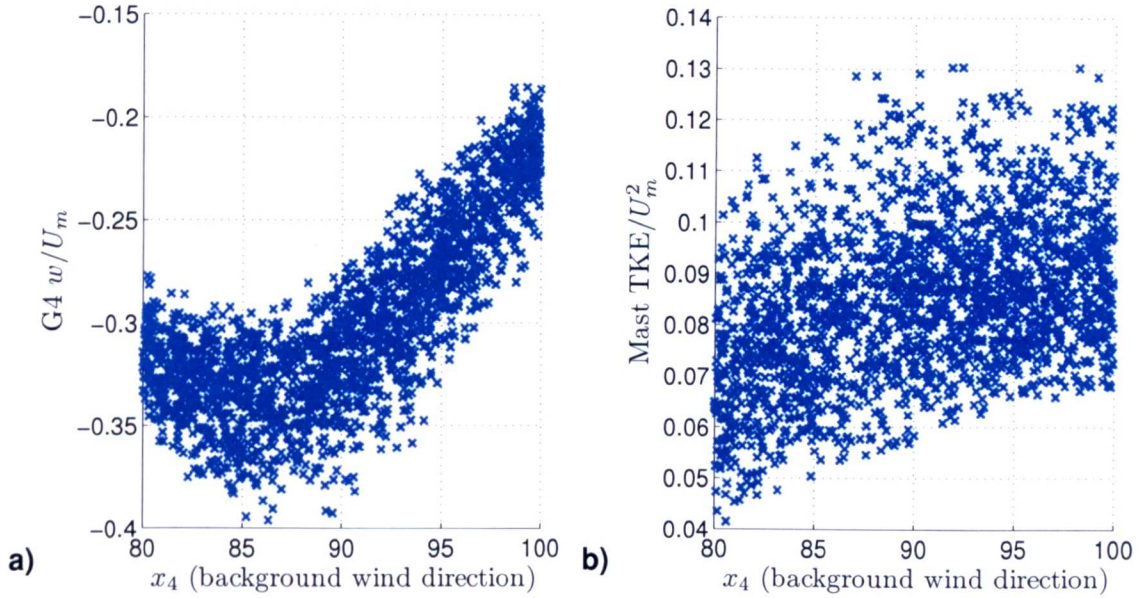 −0.15
−0.2
−0.25
−0.3
−0.35
−0.4
G4 w/U_m
80 85 90 95 100
x_4 (background wind direction)
a)
0.14
0.13
0.12
0.11
0.1
0.09
0.08
0.07
0.06
0.05
0.04
Mast TKE/U_m^2
80 85 90 95 100
x_4 (background wind direction)
b)